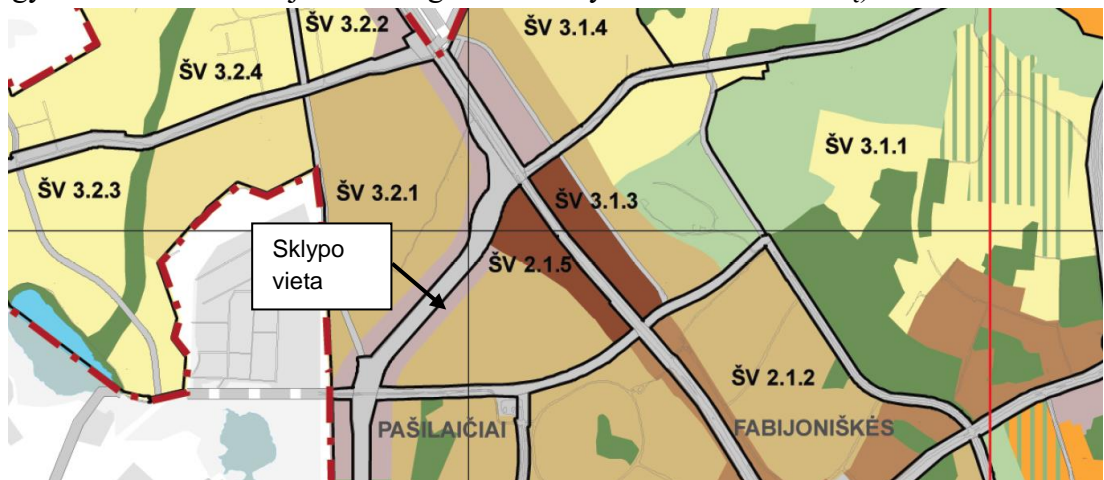 ŠV 3.2.2
ŠV 3.1.4
ŠV 3.2.4
ŠV 3.1.1
ŠV 3.2.3
ŠV 3.2.1
ŠV 3.1.3
Sklypo
vieta
ŠV 2.1.5
ŠV 2.1.2
PAŠILAIČIAI
FABIJONIŠKĖS